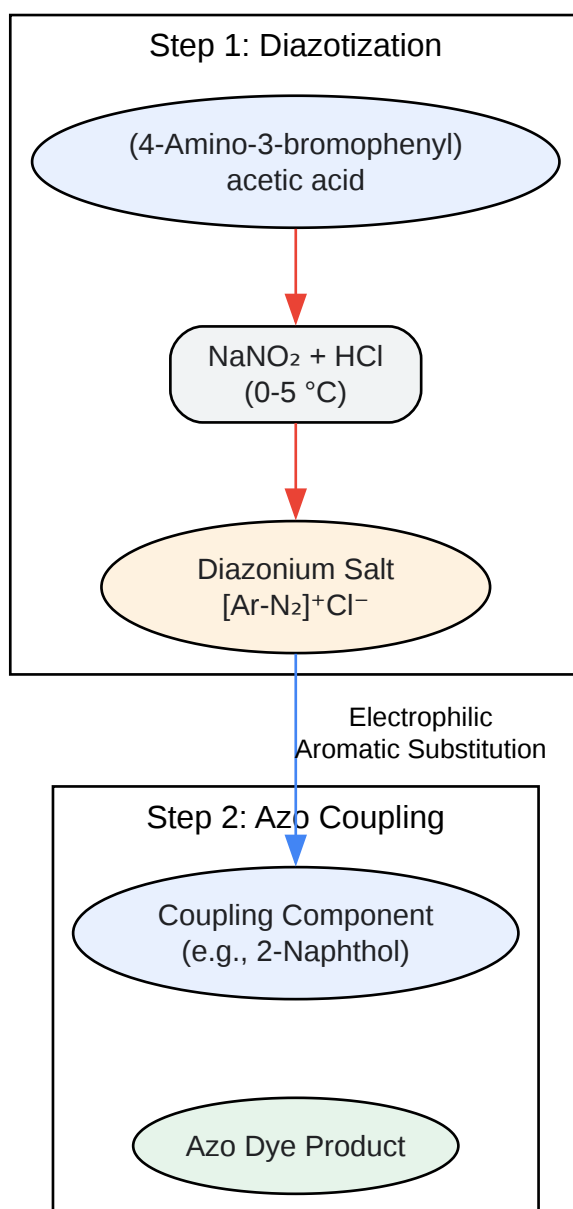 Step 1: Diazotization
(4-Amino-3-bromophenyl)
acetic acid
NaNO₂ + HCl
(0-5 °C)
Diazonium Salt
[Ar-N₂]⁺Cl⁻
Electrophilic
Aromatic Substitution
Step 2: Azo Coupling
Coupling Component
(e.g., 2-Naphthol)
Azo Dye Product